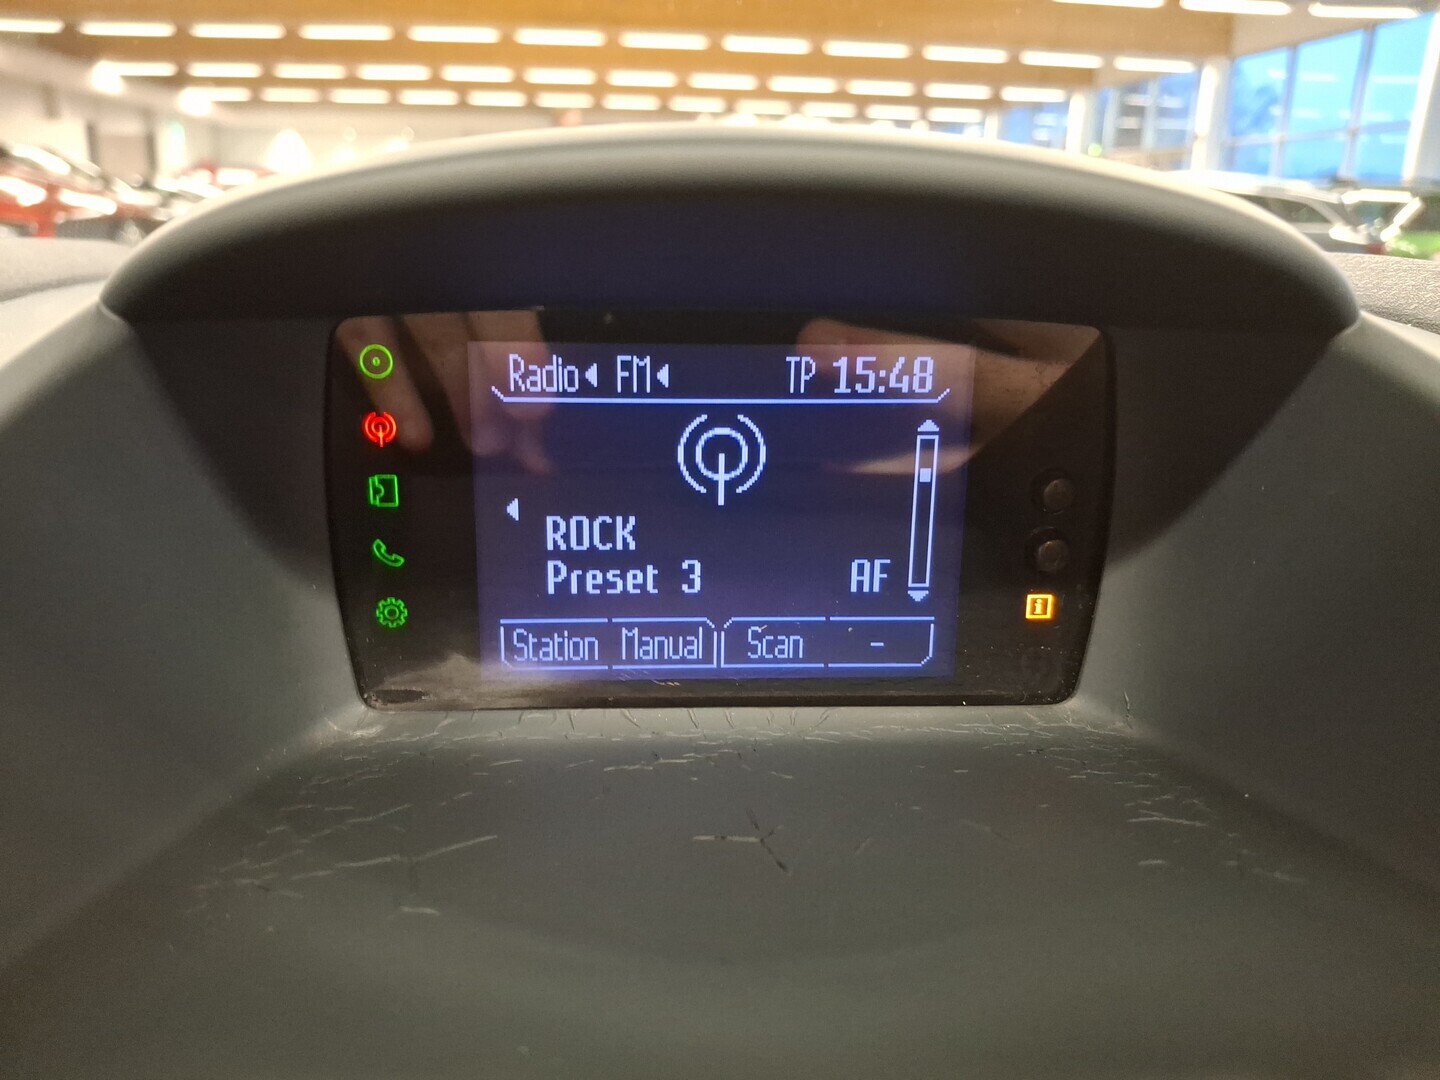 Radio FM TP 15:48
ROCK
Preset 3 AF
Station Manual Scan -
i